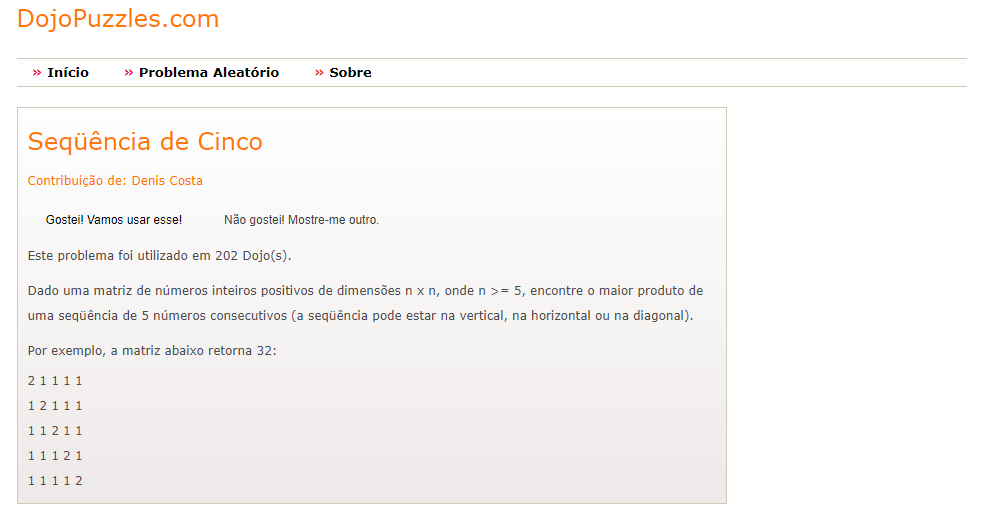 DojoPuzzles.com
» Início » Problema Aleatório » Sobre
Seqüência de Cinco
Contribuição de: Denis Costa
Gostei! Vamos usar esse! Não gostei! Mostre-me outro.
Este problema foi utilizado em 202 Dojo(s).
Dado uma matriz de números inteiros positivos de dimensões n x n, onde n >= 5, encontre o maior produto de
uma seqüência de 5 números consecutivos (a seqüência pode estar na vertical, na horizontal ou na diagonal).
Por exemplo, a matriz abaixo retorna 32:
2 1 1 1 1
1 2 1 1 1
1 1 2 1 1
1 1 1 2 1
1 1 1 1 2